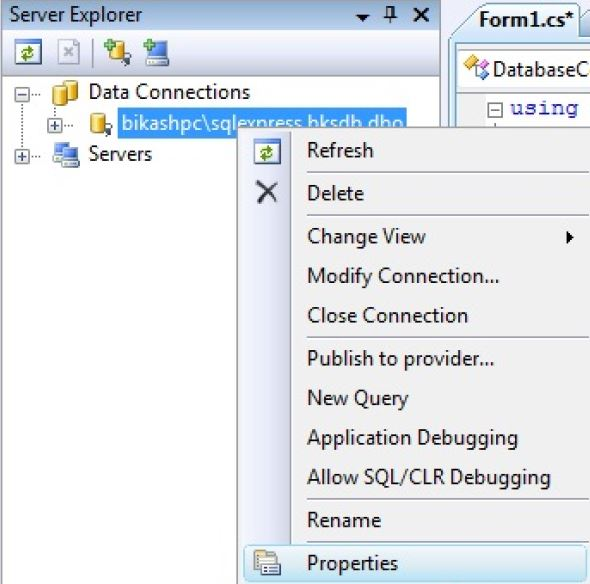 Server Explorer
Form1.cs*
DatabaseC
using
Data Connections
bikashpc\sqlexpress.bksdb.dbo
Servers
Refresh
Delete
Change View
Modify Connection...
Close Connection
Publish to provider...
New Query
Application Debugging
Allow SQL/CLR Debugging
Rename
Properties